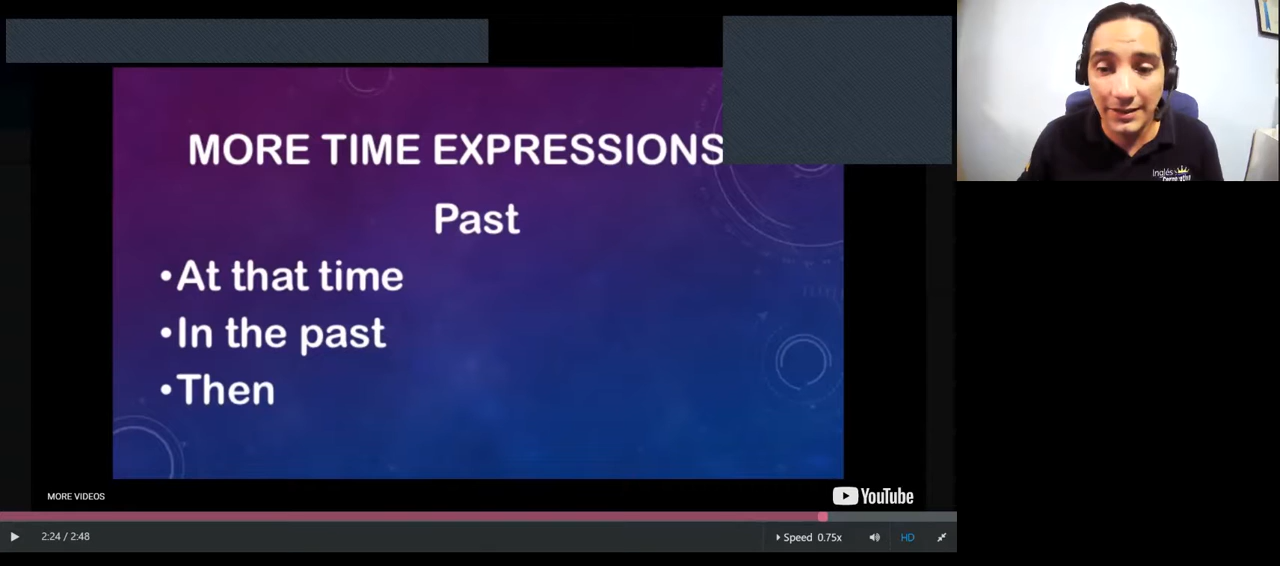 MORE TIME EXPRESSIONS
Past
•At that time
•In the past
•Then
Inglés
MORE VIDEOS
YouTube
2:24 / 2:48
Speed 0.75x
HD